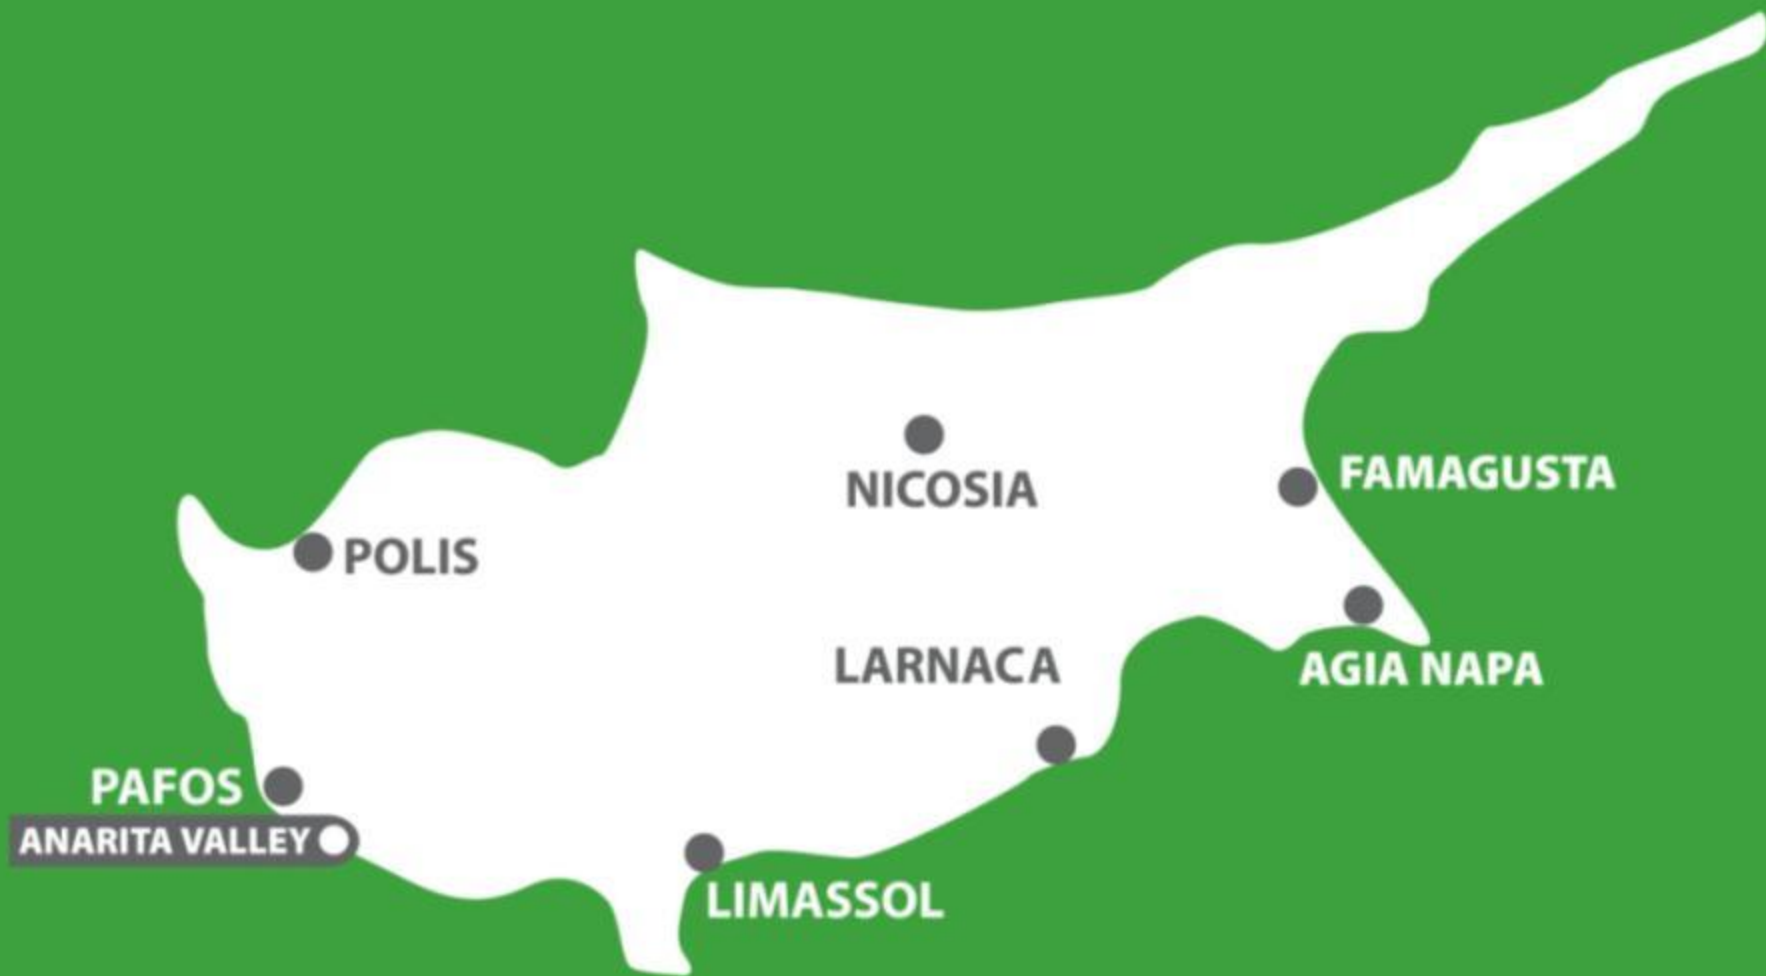 FAMAGUSTA
NICOSIA
POLIS
LARNACA
AGIA NAPA
PAFOS
ANARITA VALLEY
LIMASSOL